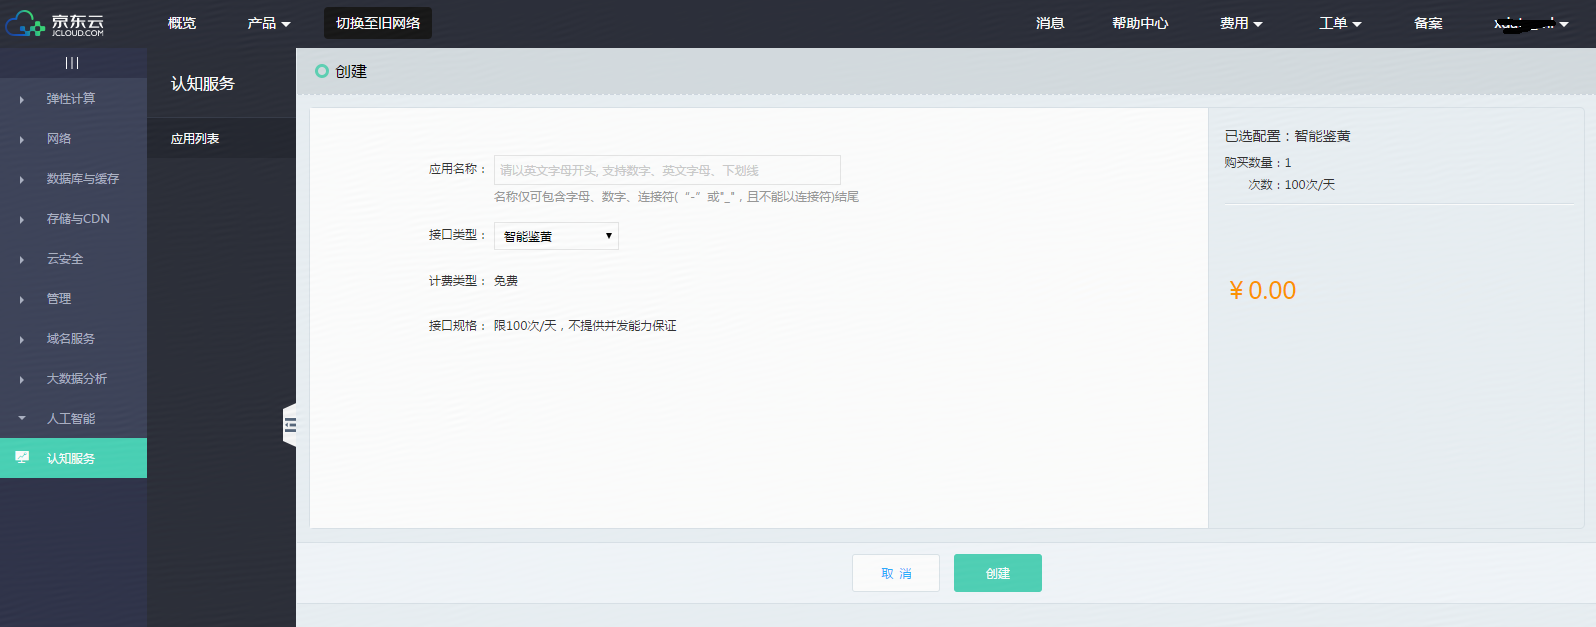 京东云
JCLOUD.COM
概览
产品
切换至旧网络
消息
帮助中心
费用
工单
备案
弹性计算
网络
数据库与缓存
存储与CDN
云安全
管理
域名服务
大数据分析
人工智能
认知服务
认知服务
应用列表
创建
应用名称：
请以英文字母开头, 支持数字、英文字母、下划线
名称仅可包含字母、数字、连接符( “-” 或"_"，且不能以连接符)结尾
接口类型：
智能鉴黄
计费类型： 免费
接口规格： 限100次/天，不提供并发能力保证
已选配置：智能鉴黄
购买数量：1
次数：100次/天
¥ 0.00
取 消
创建